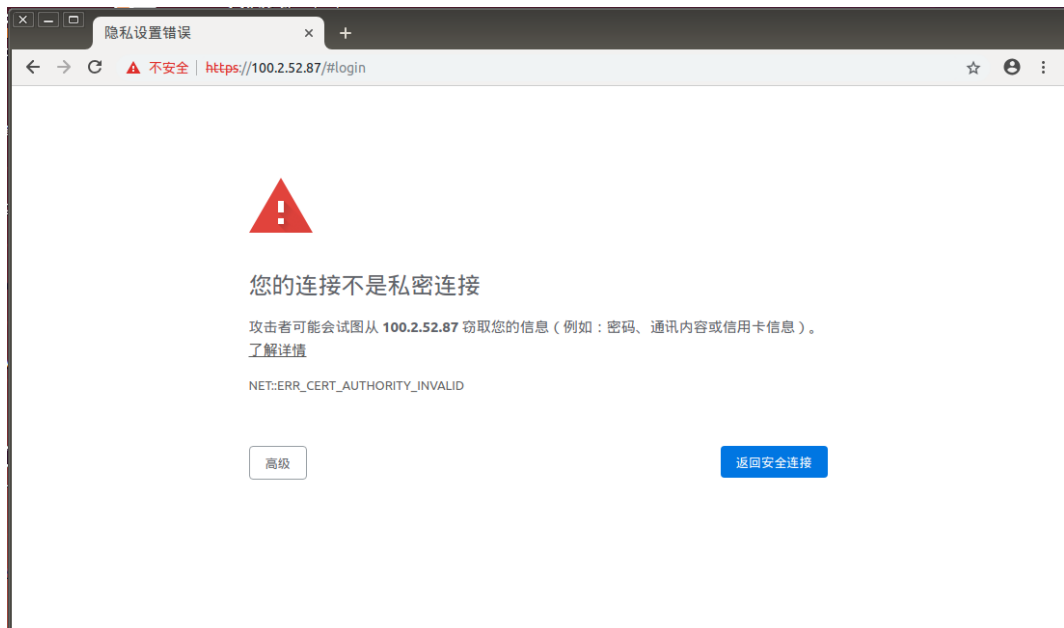 隐私设置错误
不安全 https://100.2.52.87/#login
您的连接不是私密连接
攻击者可能会试图从 100.2.52.87 窃取您的信息（例如：密码、通讯内容或信用卡信息）。
了解详情
NET::ERR_CERT_AUTHORITY_INVALID
高级 返回安全连接